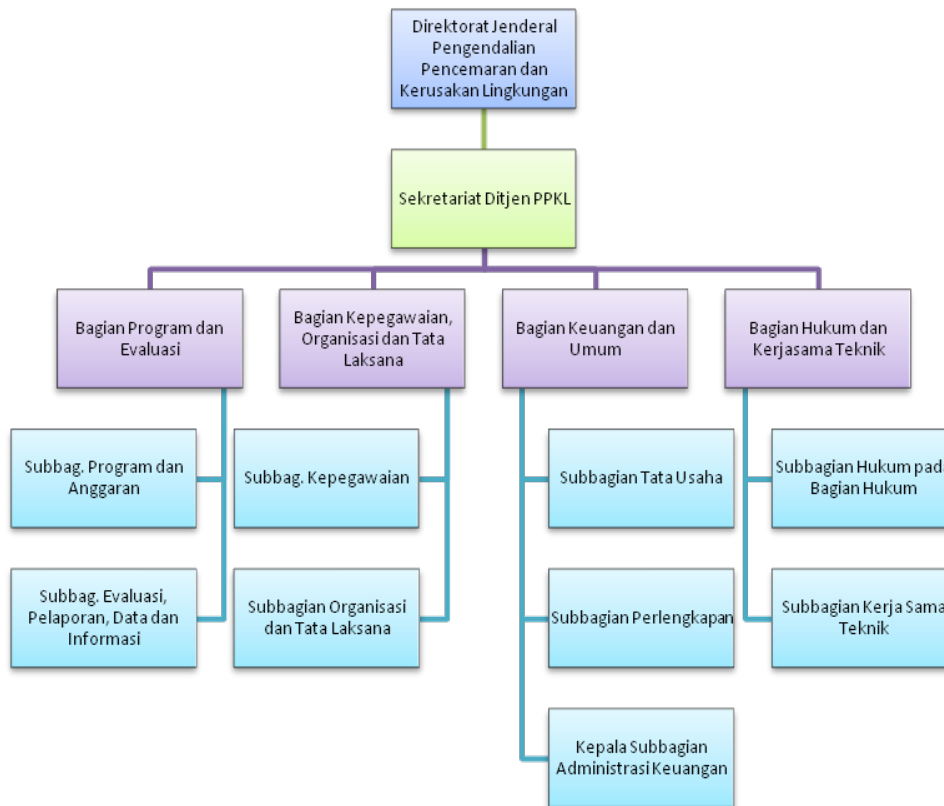 Direktorat Jenderal
Pengendalian
Pencemaran dan
Kerusakan Lingkungan
Sekretariat Ditjen PPKL
Bagian Program dan
Evaluasi
Bagian Kepegawaian,
Organisasi dan Tata
Laksana
Bagian Keuangan dan
Umum
Bagian Hukum dan
Kerjasama Teknik
Subbag. Program dan
Anggaran
Subbag. Kepegawaian
Subbagian Tata Usaha
Subbagian Hukum pada
Bagian Hukum
Subbag. Evaluasi,
Pelaporan, Data dan
Informasi
Subbagian Organisasi
dan Tata Laksana
Subbagian Perlengkapan
Subbagian Kerja Sama
Teknik
Kepala Subbagian
Administrasi Keuangan